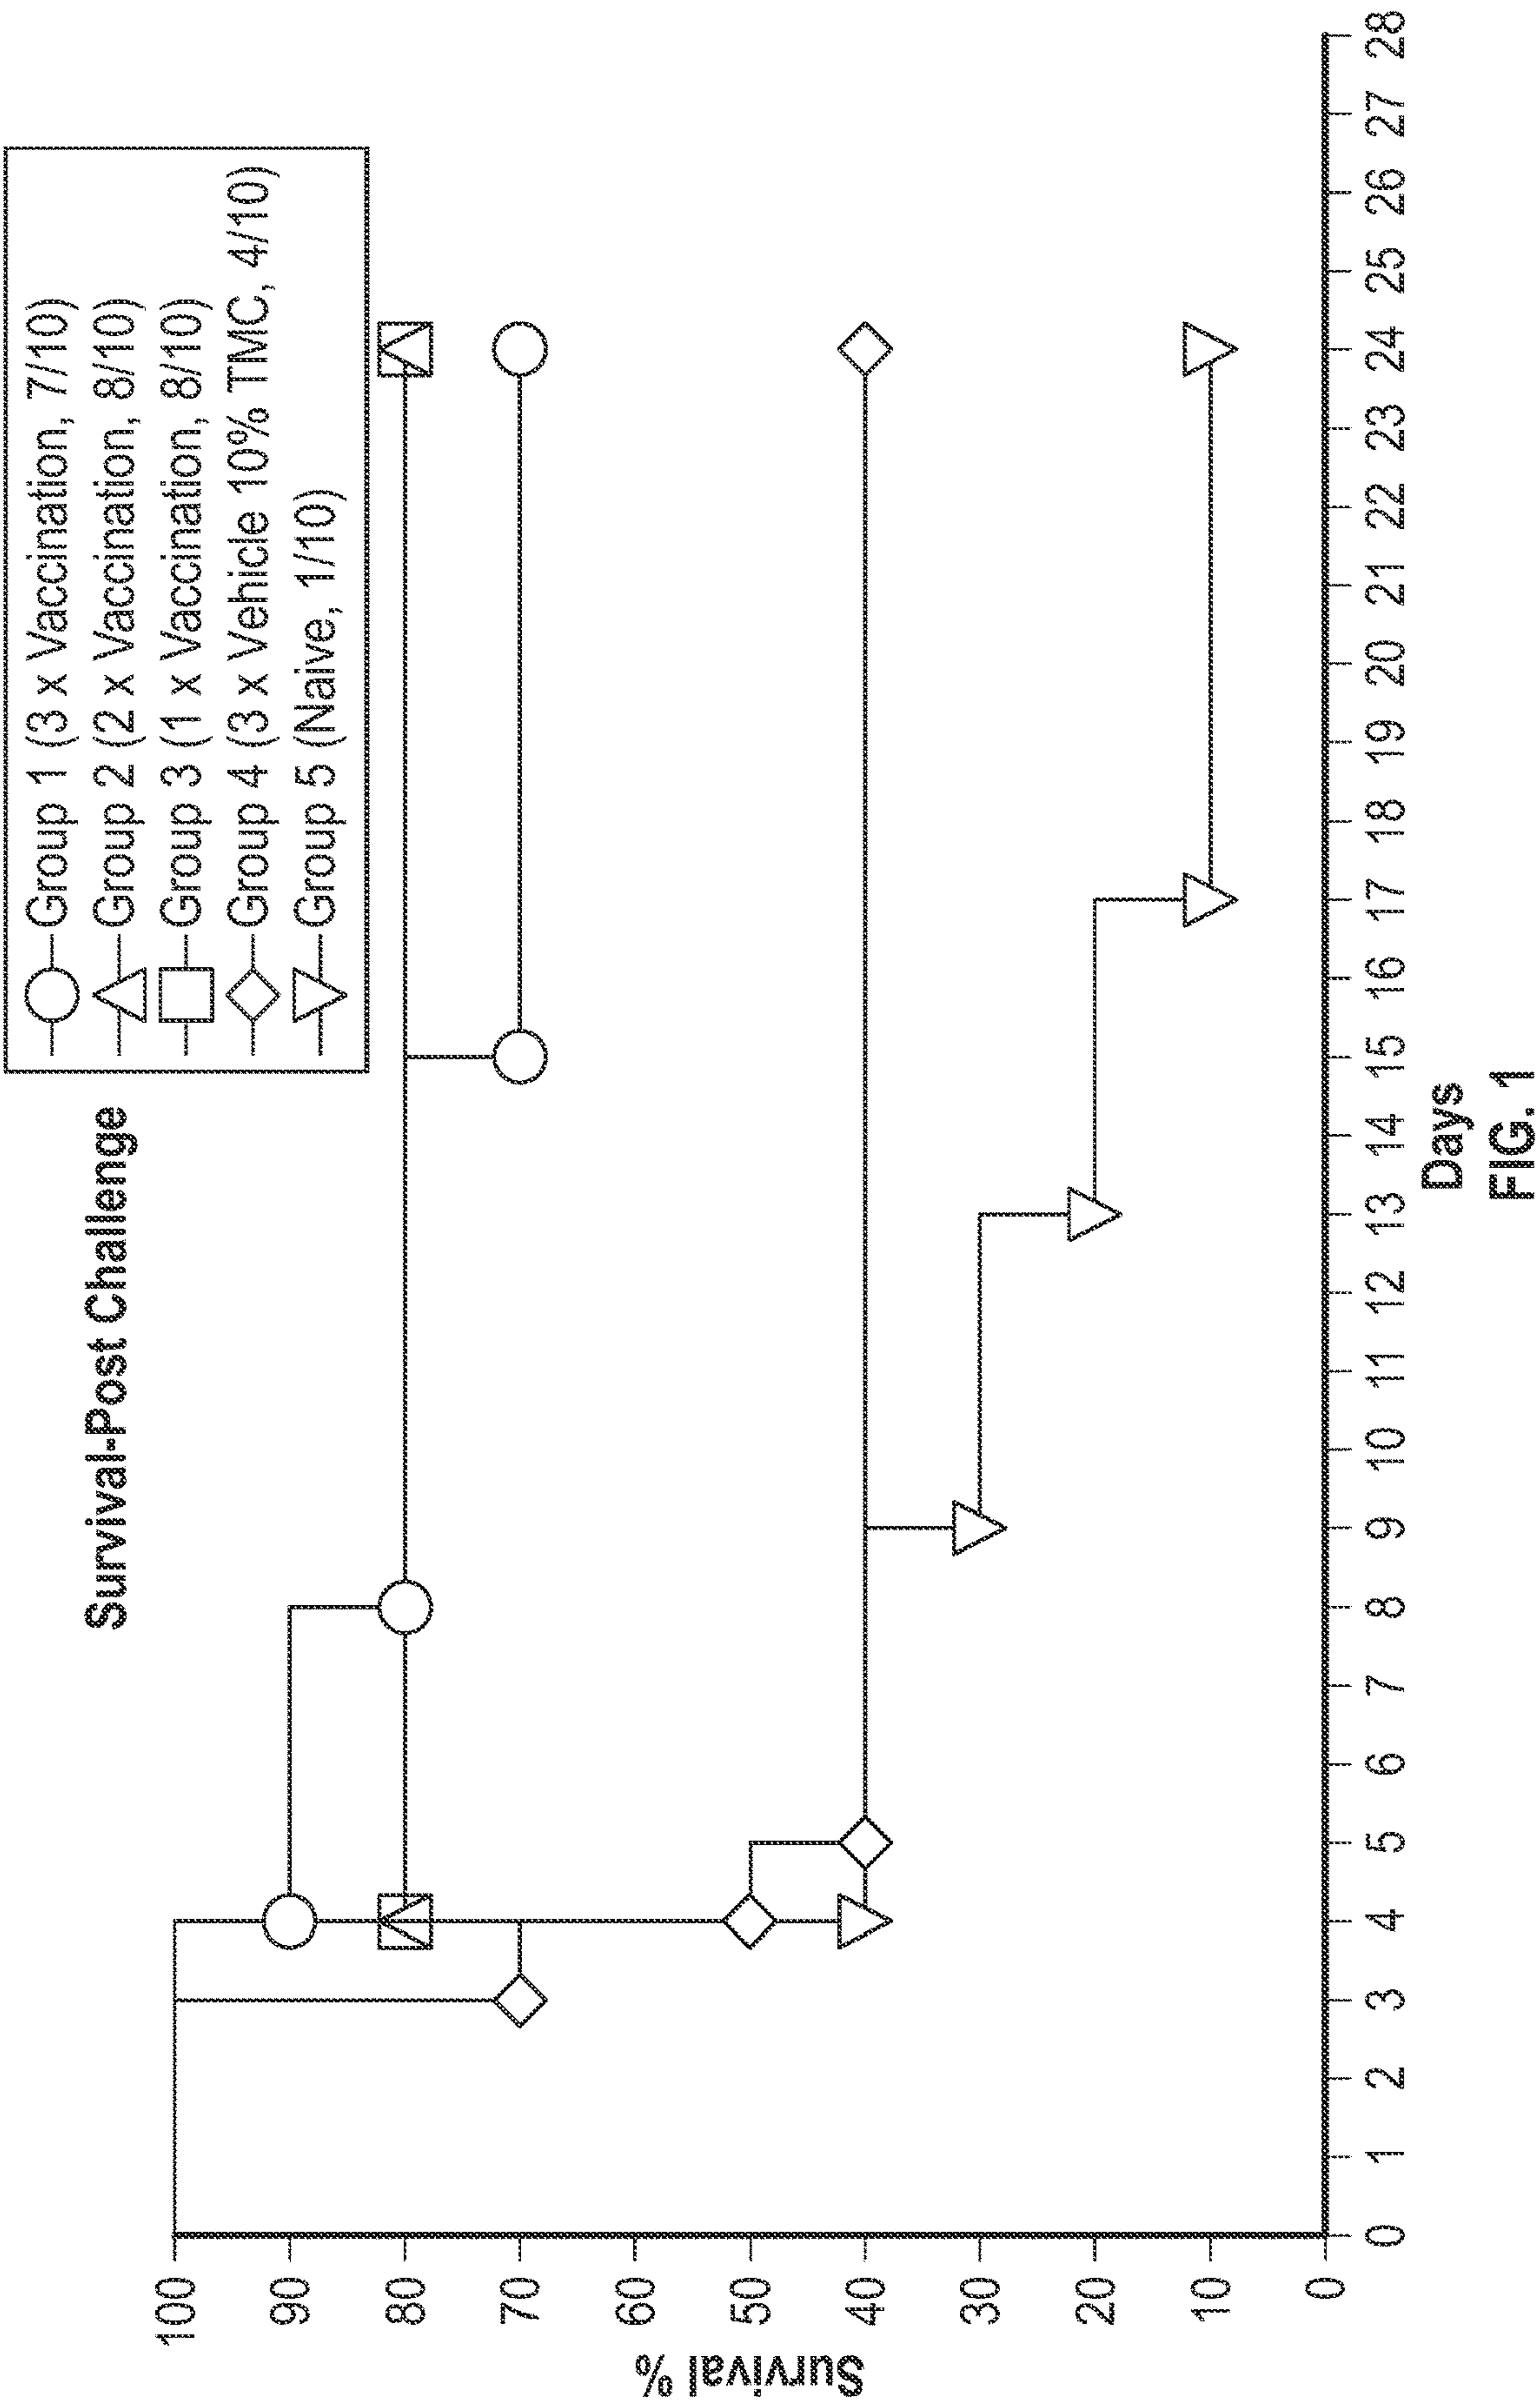 Survival-Post Challenge
Group 1 (3 x Vaccination, 7/10)
Group 2 (2 x Vaccination, 8/10)
Group 3 (1 x Vaccination, 8/10)
Group 4 (3 x Vehicle 10% TMC, 4/10)
Group 5 (Naive, 1/10)
Survival %
100
90
80
70
60
50
40
30
20
10
0
0 1 2 3 4 5 6 7 8 9 10 11 12 13 14 15 16 17 18 19 20 21 22 23 24 25 26 27 28
Days
FIG. 1